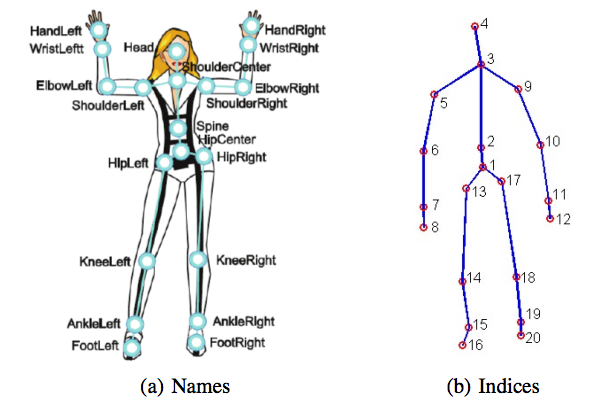 HandLeft
HandRight
WristLeftt
Head
WristRight
ShoulderCenter
ElbowLeft
ElbowRight
ShoulderLeft
ShoulderRight
Spine
HipCenter
HipLeft
HipRight
KneeLeft
KneeRight
AnkleLeft
AnkleRight
FootLeft
FootRight
(a) Names
4
3
5
9
6
10
2
1
13
17
7
11
8
12
14
18
15
19
16
20
(b) Indices